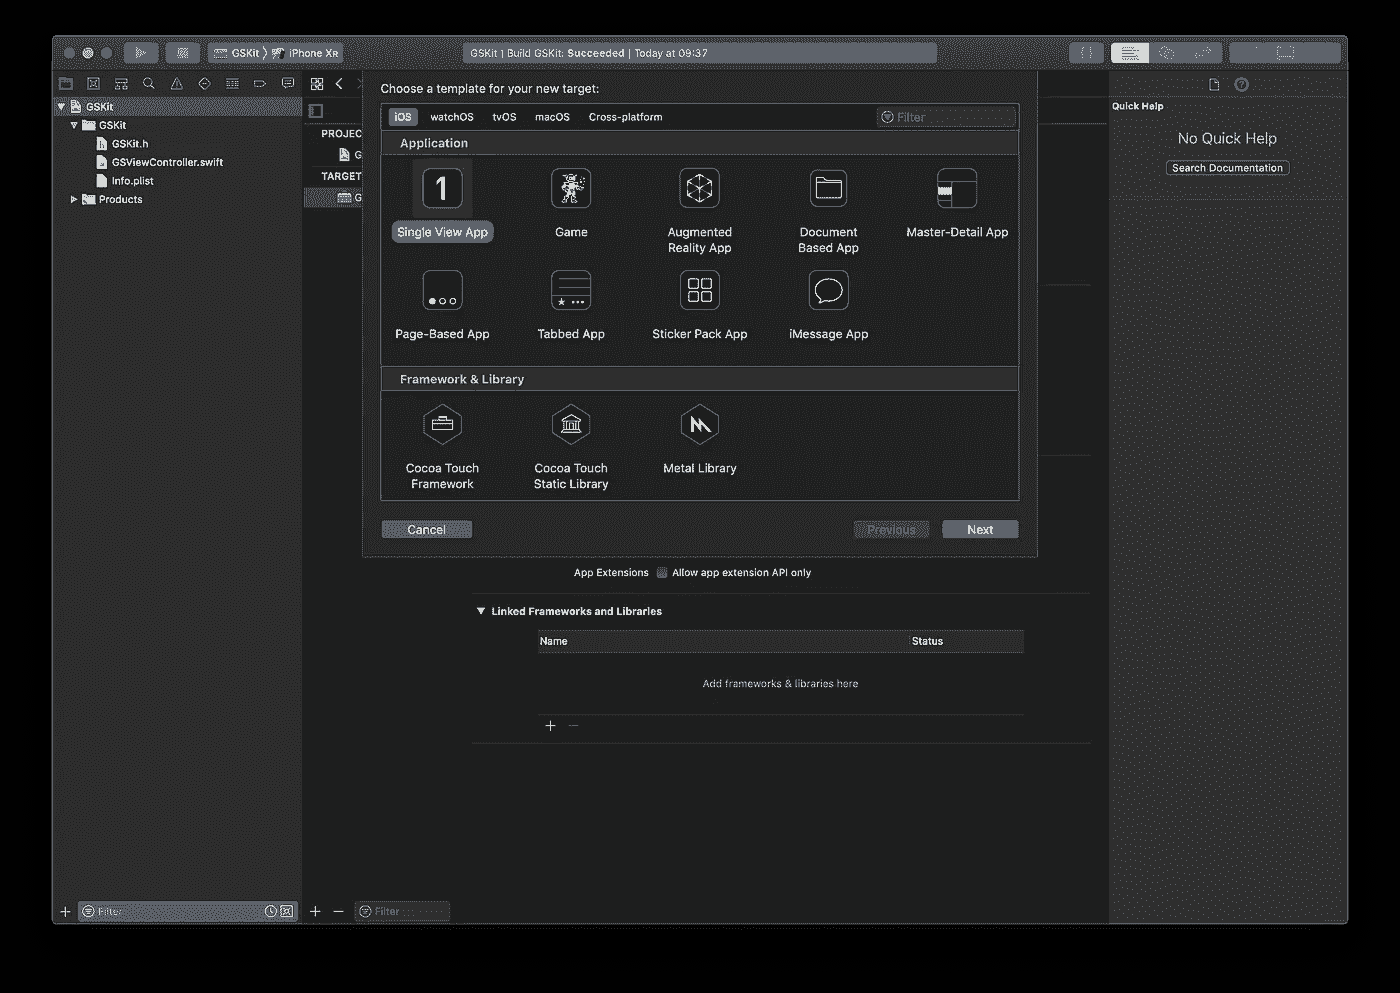 GSKit ⟩ iPhone XR
GSKit | Build GSKit: Succeeded | Today at 09:37
GSKit
GSKit
GSKit.h
GSViewController.swift
Info.plist
Products
Filter
PROJEC
G
TARGET
G
Filter
Choose a template for your new target:
iOS watchOS tvOS macOS Cross-platform
Filter
Application
1
Single View App
Game
Augmented
Reality App
Document
Based App
Master-Detail App
Page-Based App
Tabbed App
Sticker Pack App
iMessage App
Framework & Library
Cocoa Touch
Framework
Cocoa Touch
Static Library
Metal Library
Cancel
Previous
Next
App Extensions Allow app extension API only
Linked Frameworks and Libraries
Name Status
Add frameworks & libraries here
Quick Help
No Quick Help
Search Documentation